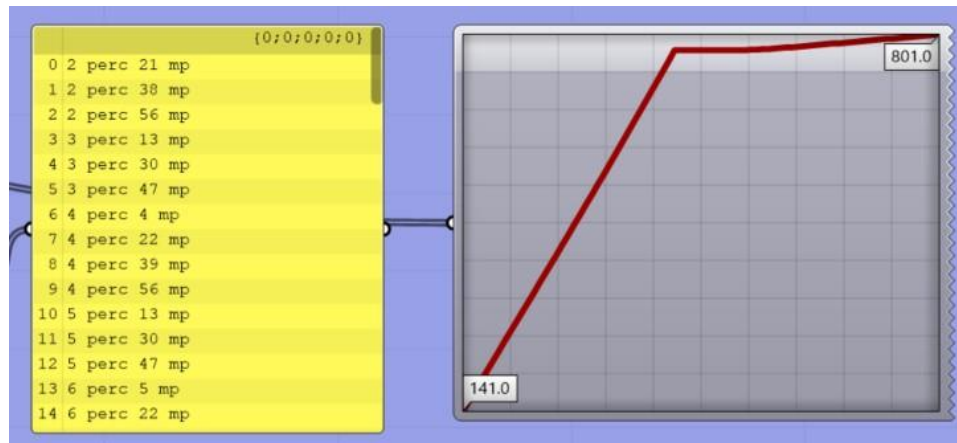 {0;0;0;0;0}
0 2 perc 21 mp
1 2 perc 38 mp
2 2 perc 56 mp
3 3 perc 13 mp
4 3 perc 30 mp
5 3 perc 47 mp
6 4 perc 4 mp
7 4 perc 22 mp
8 4 perc 39 mp
9 4 perc 56 mp
10 5 perc 13 mp
11 5 perc 30 mp
12 5 perc 47 mp
13 6 perc 5 mp
14 6 perc 22 mp
801.0
141.0